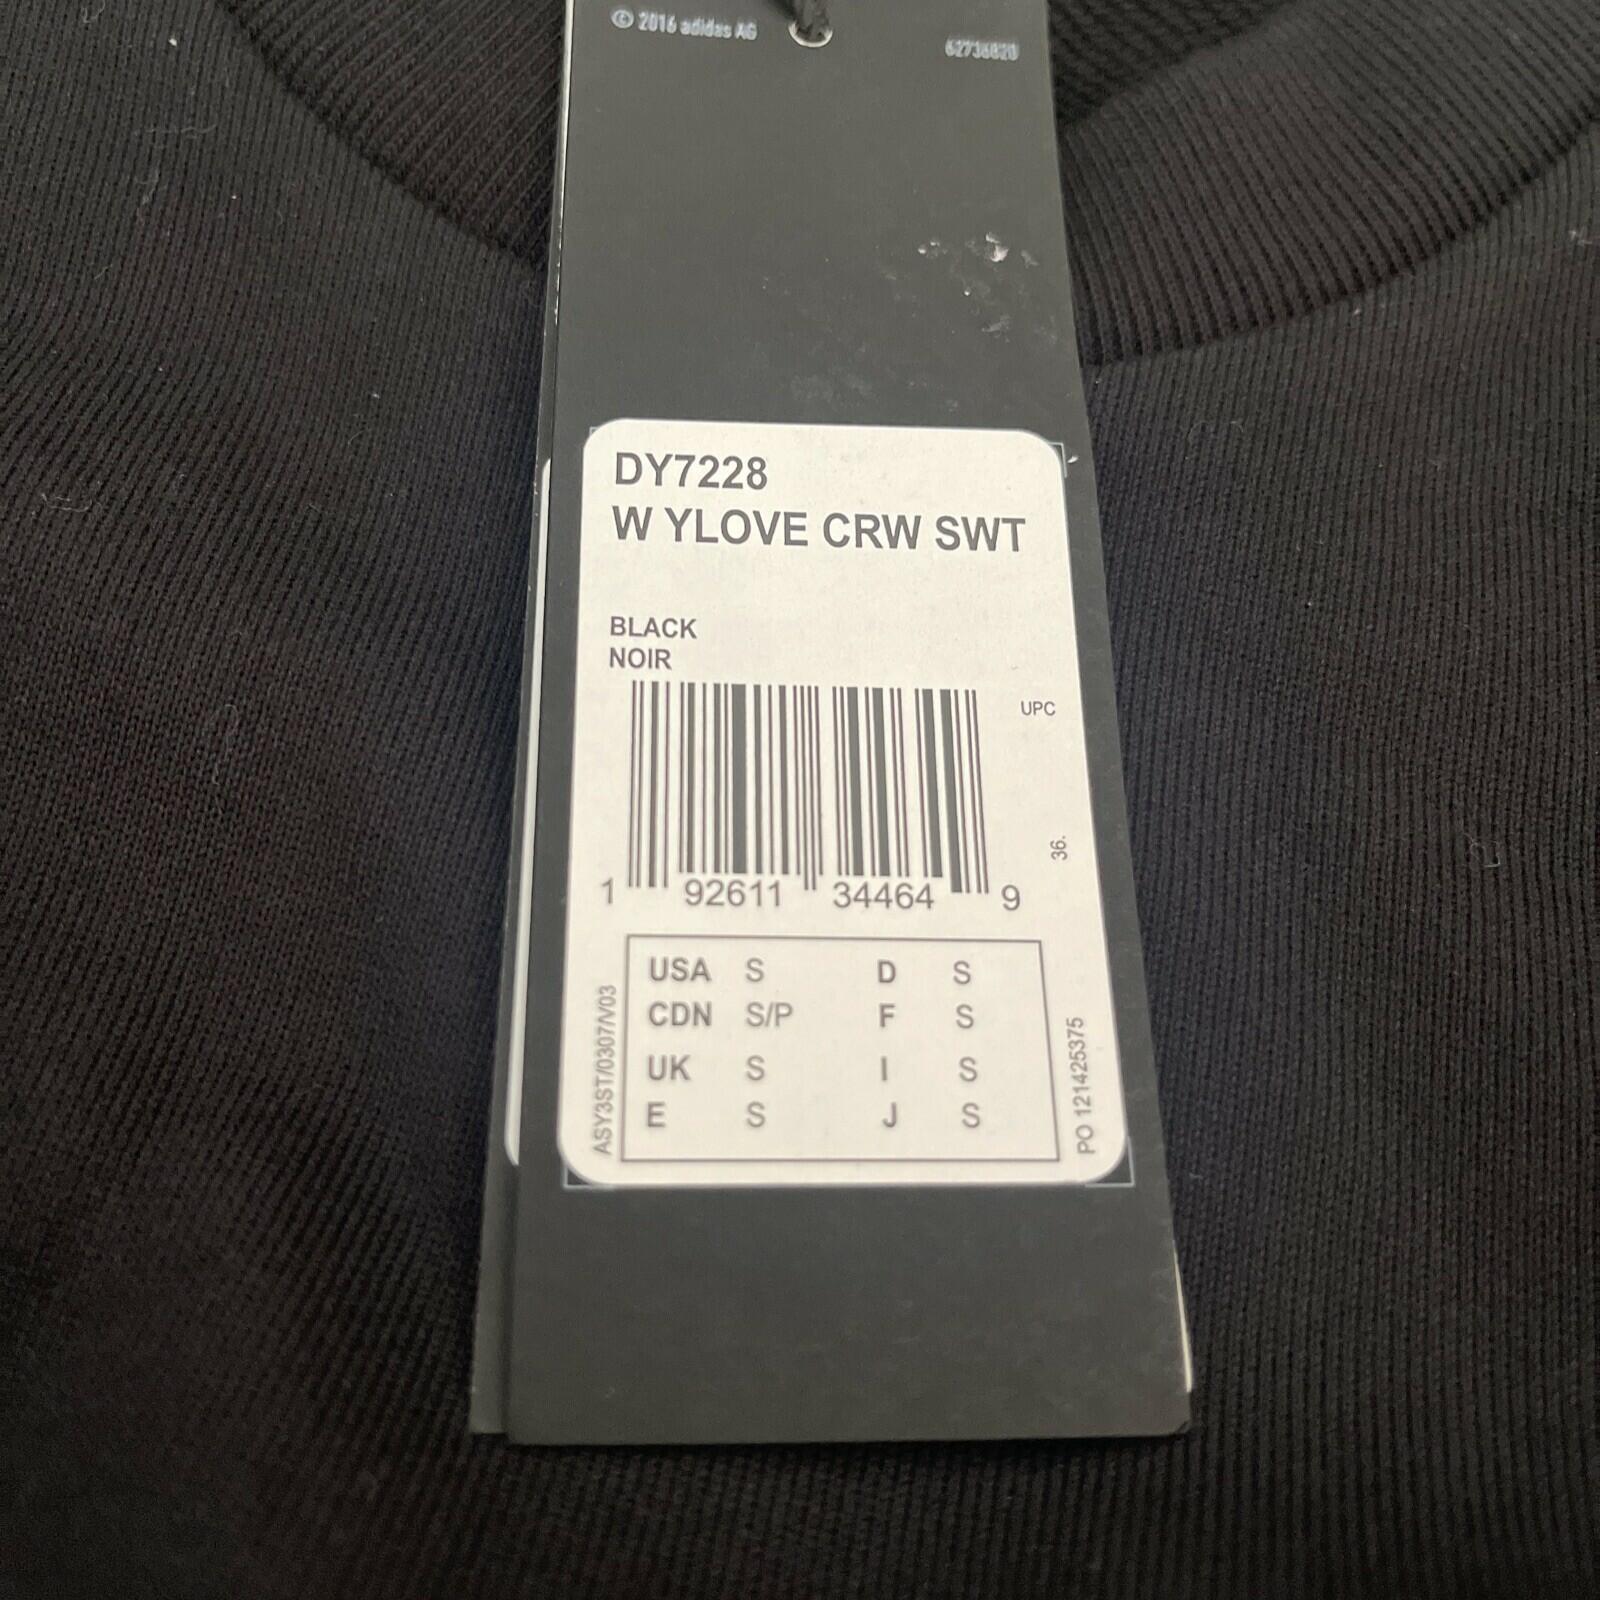 © 2016 adidas AG
62736820
DY7228
W YLOVE CRW SWT
BLACK
NOIR
UPC
36.
1 92611 34464 9
USA S D S
CDN S/P F S
UK S I S
E S J S
ASY3ST/0307/V03
PO 121425375